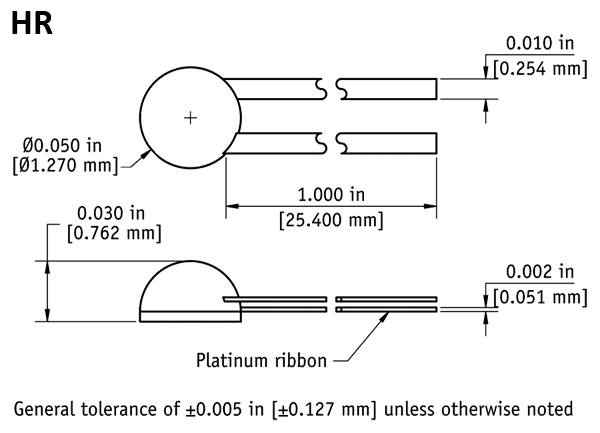 HR
0.010 in
[0.254 mm]
Ø0.050 in
[Ø1.270 mm]
1.000 in
[25.400 mm]
0.030 in
[0.762 mm]
0.002 in
[0.051 mm]
Platinum ribbon
General tolerance of ±0.005 in [±0.127 mm] unless otherwise noted